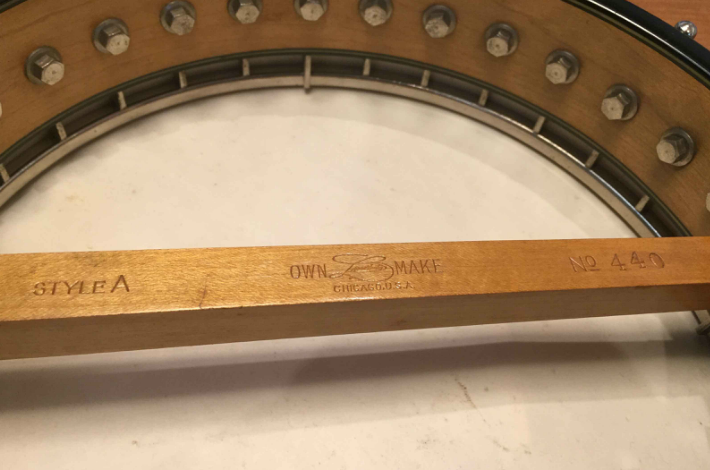 STYLE A
OWN MAKE
CHICAGO, U.S.A.
No 440